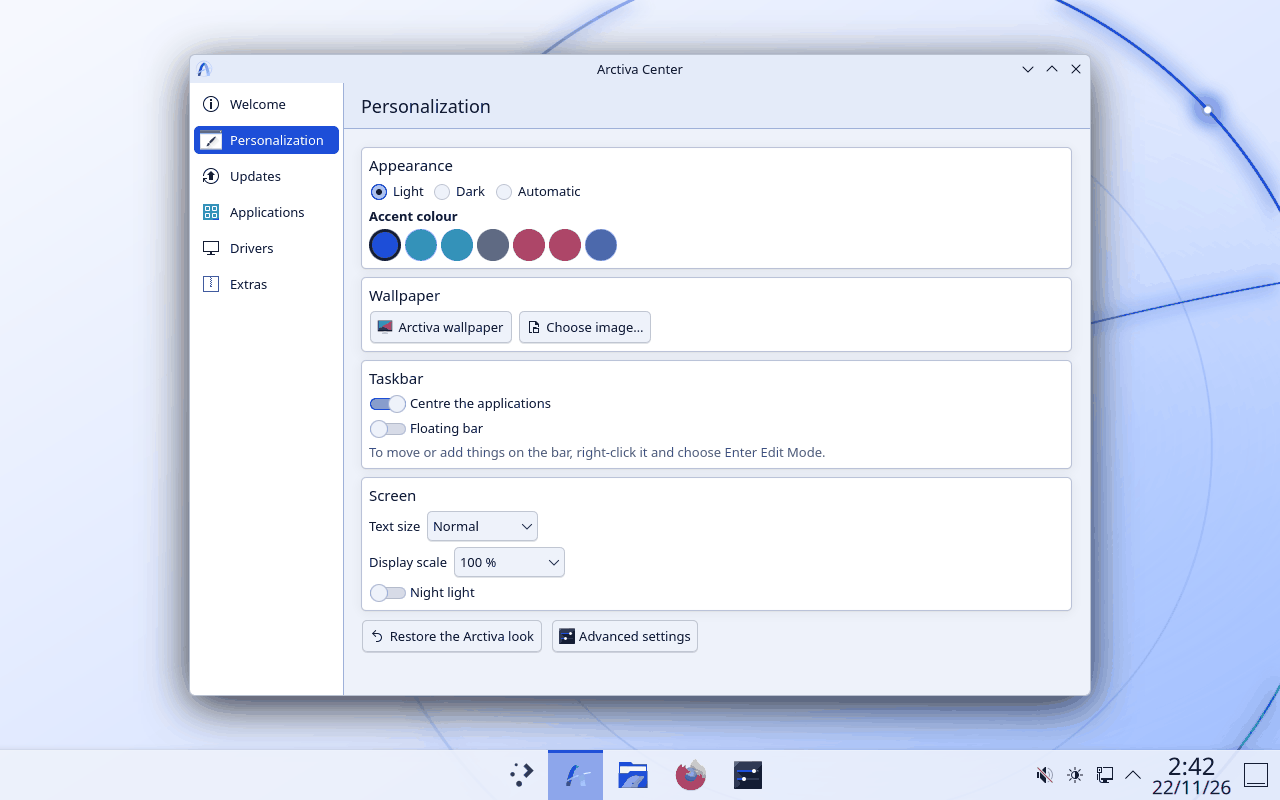 Arctiva Center
Welcome
Personalization
Updates
Applications
Drivers
Extras
Personalization
Appearance
Light Dark Automatic
Accent colour
Wallpaper
Arctiva wallpaper Choose image...
Taskbar
Centre the applications
Floating bar
To move or add things on the bar, right-click it and choose Enter Edit Mode.
Screen
Text size Normal
Display scale 100 %
Night light
Restore the Arctiva look Advanced settings
2:42
22/11/26